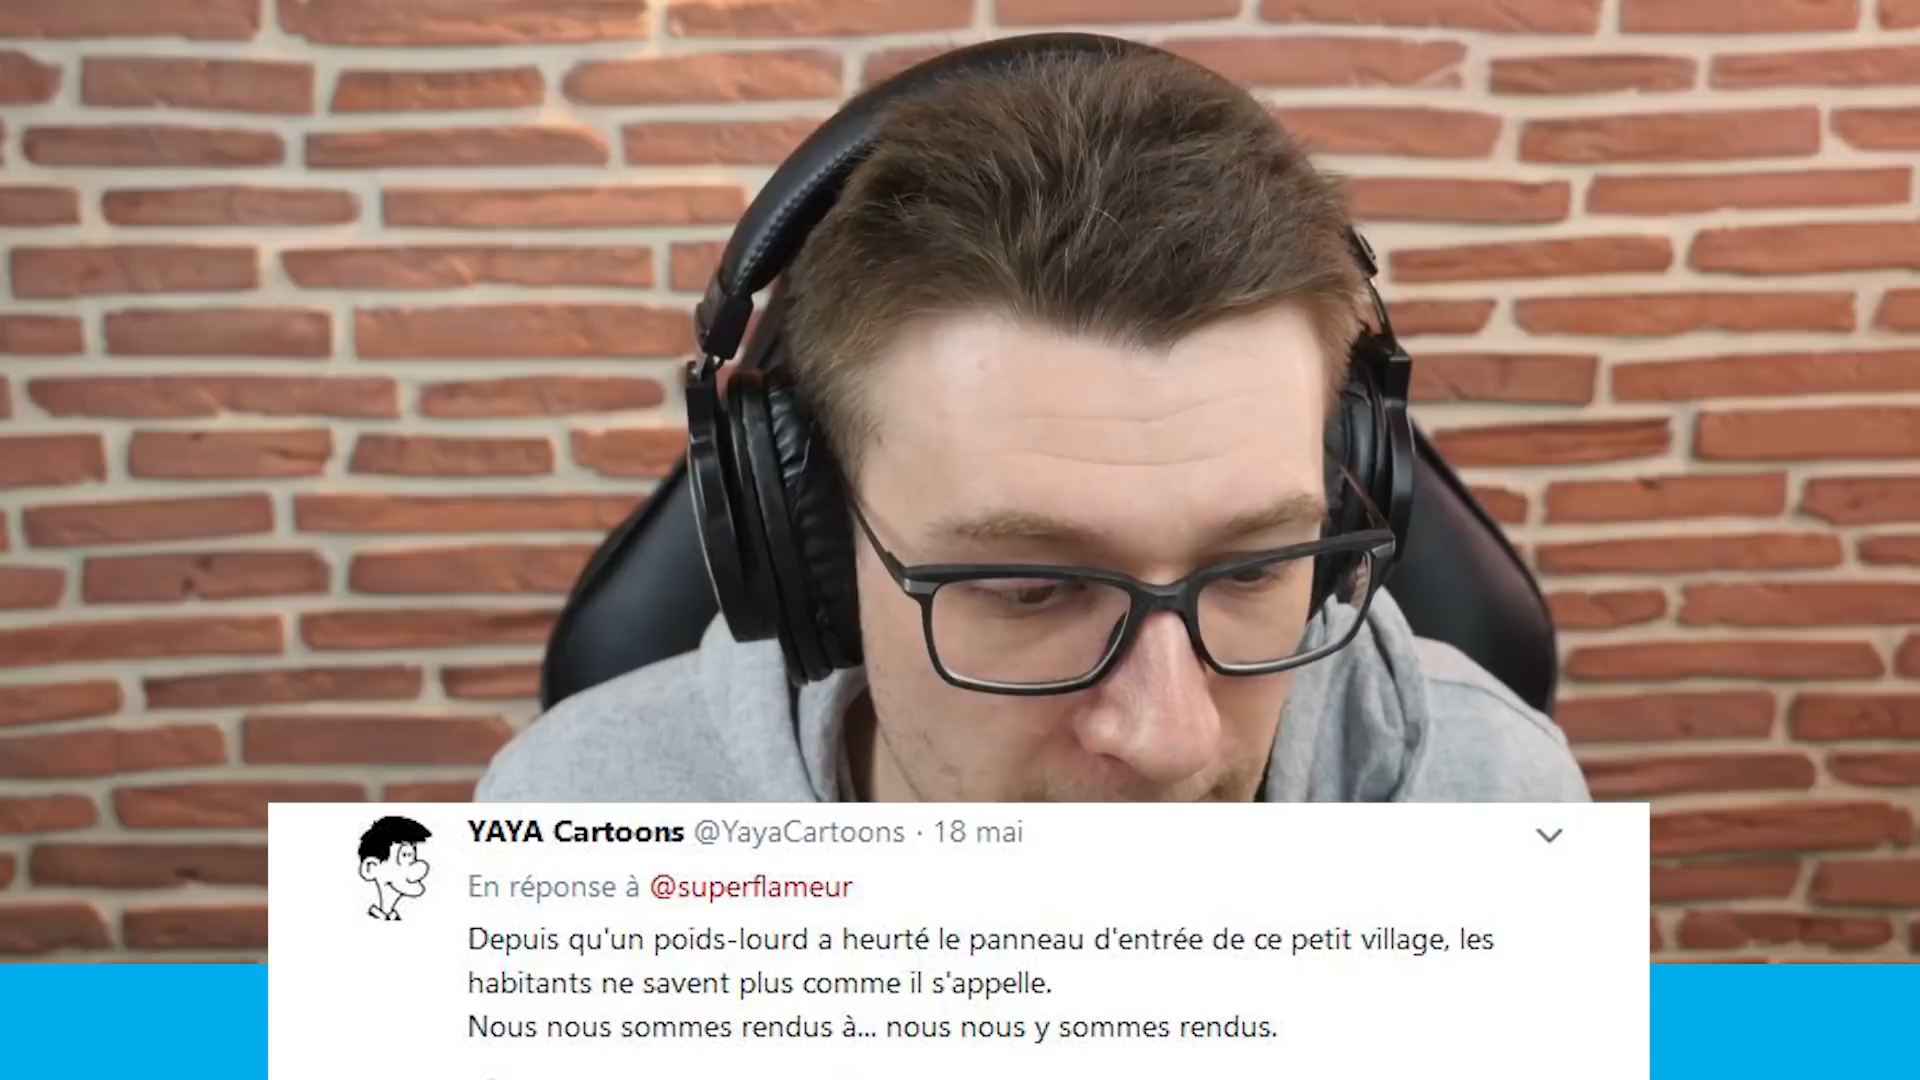 YAYA Cartoons @YayaCartoons · 18 mai
En réponse à @superflameur
Depuis qu'un poids-lourd a heurté le panneau d'entrée de ce petit village, les
habitants ne savent plus comme il s'appelle.
Nous nous sommes rendus à... nous nous y sommes rendus.